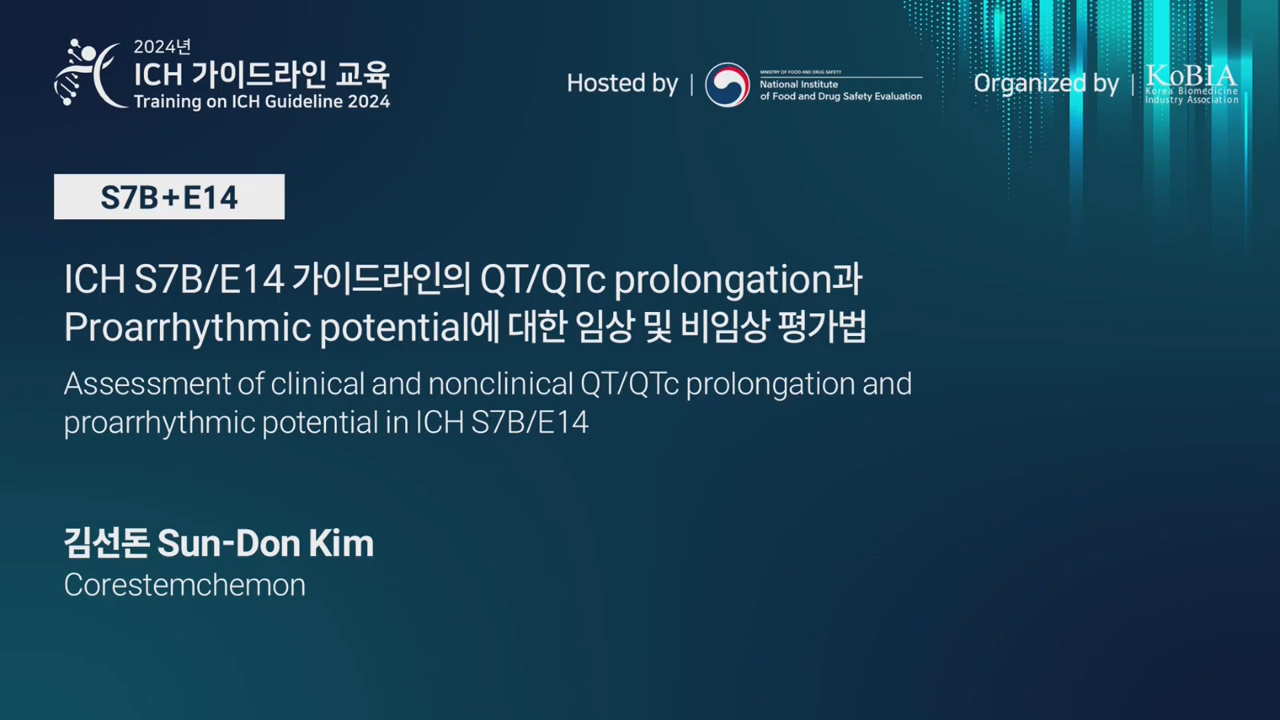 2024년
ICH 가이드라인 교육
Training on ICH Guideline 2024
Hosted by
MINISTRY OF FOOD AND DRUG SAFETY
National Institute
of Food and Drug Safety Evaluation
Organized by
KoBIA
Korea Biomedicine
Industry Association
S7B+E14
ICH S7B/E14 가이드라인의 QT/QTc prolongation과
Proarrhythmic potential에 대한 임상 및 비임상 평가법
Assessment of clinical and nonclinical QT/QTc prolongation and
proarrhythmic potential in ICH S7B/E14
김선돈 Sun-Don Kim
Corestemchemon